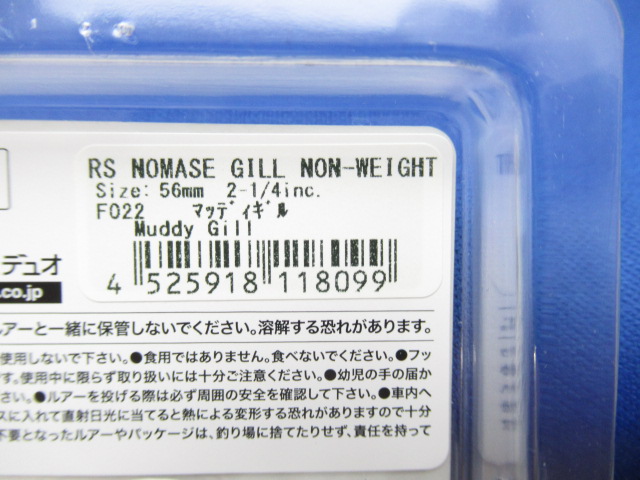 RS NOMASE GILL NON-WEIGHT
Size: 56mm 2-1/4inc.
F022 マッディギル
Muddy Gill
4 525918 118099
デュオ
.co.jp
ルアーと一緒に保管しないでください。溶解する恐れがあります。
使用しないで下さい。●食用ではありません。食べないでください。●フッ
です。使用中に限らず取り扱いには十分ご注意ください。●幼児の手の届か
さい。●ルアーを投げる際は必ず周囲の安全を確認して下さい。●車内へ
スに入れて直射日光に当てると熱による変形する恐れがありますので十分
不要となったルアーやパッケージは、釣り場に捨てたりせず、責任を持って